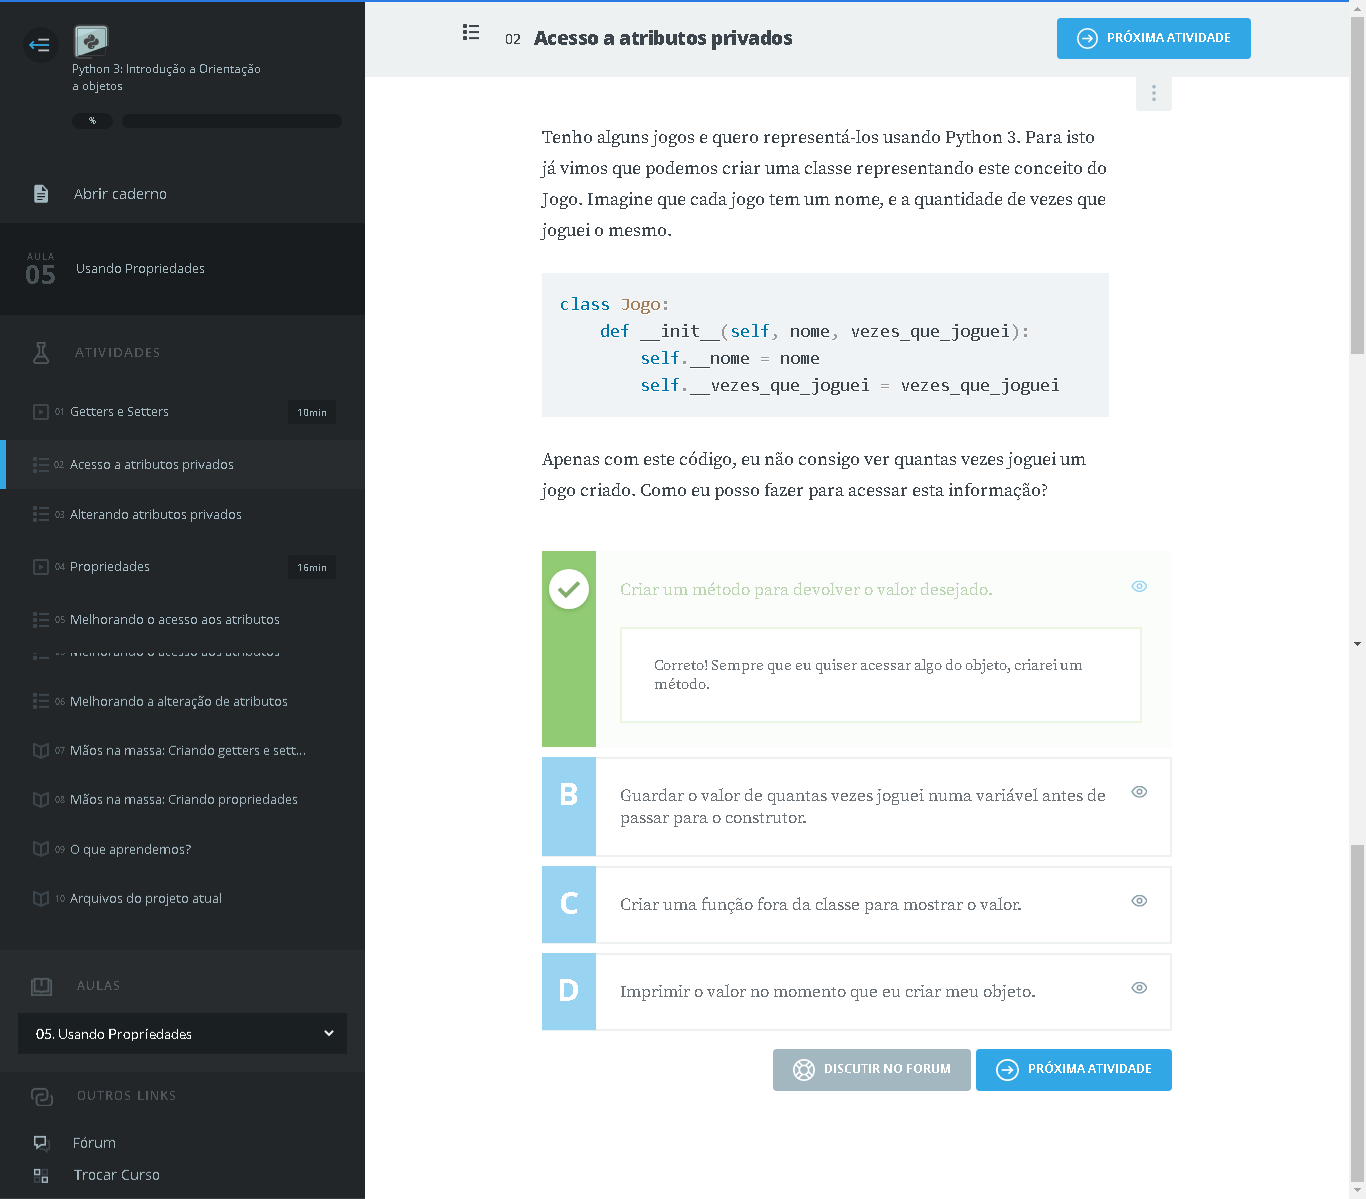 Python 3: Introdução a Orientação
a objetos
%
Abrir caderno
AULA
05
Usando Propriedades
ATIVIDADES
01 Getters e Setters 10min
02 Acesso a atributos privados
03 Alterando atributos privados
04 Propriedades 16min
05 Melhorando o acesso aos atributos
05 Melhorando o acesso aos atributos
06 Melhorando a alteração de atributos
07 Mãos na massa: Criando getters e sett...
08 Mãos na massa: Criando propriedades
09 O que aprendemos?
10 Arquivos do projeto atual
AULAS
05. Usando Propriedades
OUTROS LINKS
Fórum
Trocar Curso
02 Acesso a atributos privados
PRÓXIMA ATIVIDADE
Tenho alguns jogos e quero representá-los usando Python 3. Para isto
já vimos que podemos criar uma classe representando este conceito do
Jogo. Imagine que cada jogo tem um nome, e a quantidade de vezes que
joguei o mesmo.
class Jogo:
    def __init__(self, nome, vezes_que_joguei):
        self.__nome = nome
        self.__vezes_que_joguei = vezes_que_joguei
Apenas com este código, eu não consigo ver quantas vezes joguei um
jogo criado. Como eu posso fazer para acessar esta informação?
Criar um método para devolver o valor desejado.
Correto! Sempre que eu quiser acessar algo do objeto, criarei um
método.
B
Guardar o valor de quantas vezes joguei numa variável antes de
passar para o construtor.
C
Criar uma função fora da classe para mostrar o valor.
D
Imprimir o valor no momento que eu criar meu objeto.
DISCUTIR NO FORUM
PRÓXIMA ATIVIDADE